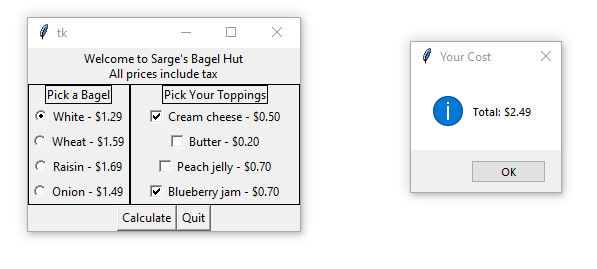 tk
Welcome to Sarge's Bagel Hut
All prices include tax
Pick a Bagel
White - $1.29
Wheat - $1.59
Raisin - $1.69
Onion - $1.49
Pick Your Toppings
Cream cheese - $0.50
Butter - $0.20
Peach jelly - $0.70
Blueberry jam - $0.70
Calculate Quit
Your Cost
Total: $2.49
OK